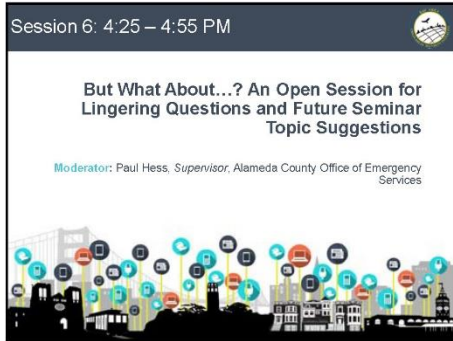 Session 6: 4:25 – 4:55 PM
But What About…? An Open Session for
Lingering Questions and Future Seminar
Topic Suggestions
Moderator: Paul Hess, Supervisor, Alameda County Office of Emergency
Services